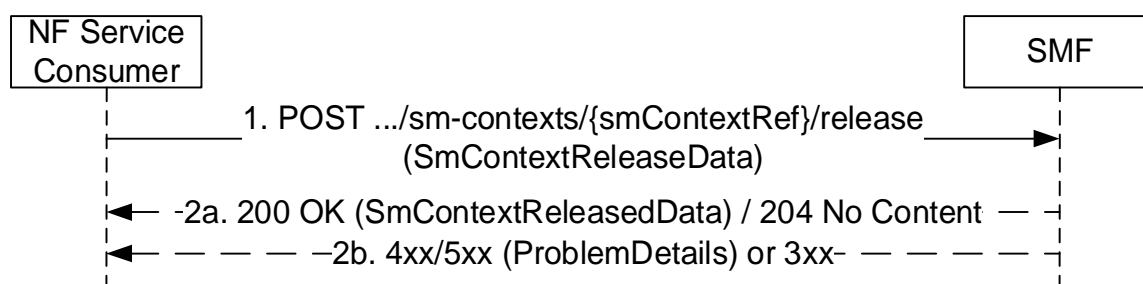 NF Service
Consumer
SMF
1. POST .../sm-contexts/{smContextRef}/release
(SmContextReleaseData)
2a. 200 OK (SmContextReleasedData) / 204 No Content
2b. 4xx/5xx (ProblemDetails) or 3xx